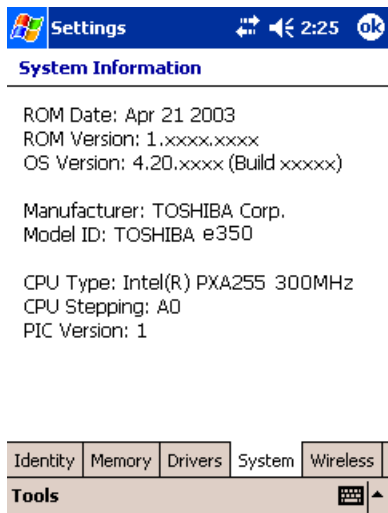 Settings 2:25 ok
System Information
ROM Date: Apr 21 2003
ROM Version: 1.xxxx.xxxx
OS Version: 4.20.xxxx (Build xxxxx)
Manufacturer: TOSHIBA Corp.
Model ID: TOSHIBA e350
CPU Type: Intel(R) PXA255 300MHz
CPU Stepping: A0
PIC Version: 1
Identity Memory Drivers System Wireless
Tools